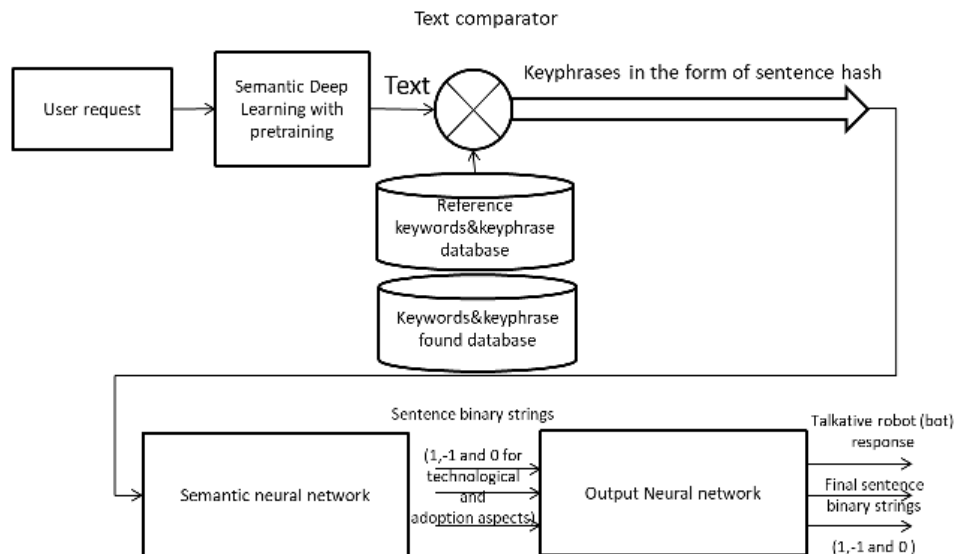 Text comparator
User request
Semantic Deep
Learning with
pretraining
Text
Keyphrases in the form of sentence hash
Reference
keywords&keyphrase
database
Keywords&keyphrase
found database
Semantic neural network
Sentence binary strings
(1,-1 and 0 for
technological
and
adoption aspects)
Output Neural network
Talkative robot (bot)
response
Final sentence
binary strings
(1,-1 and 0 )